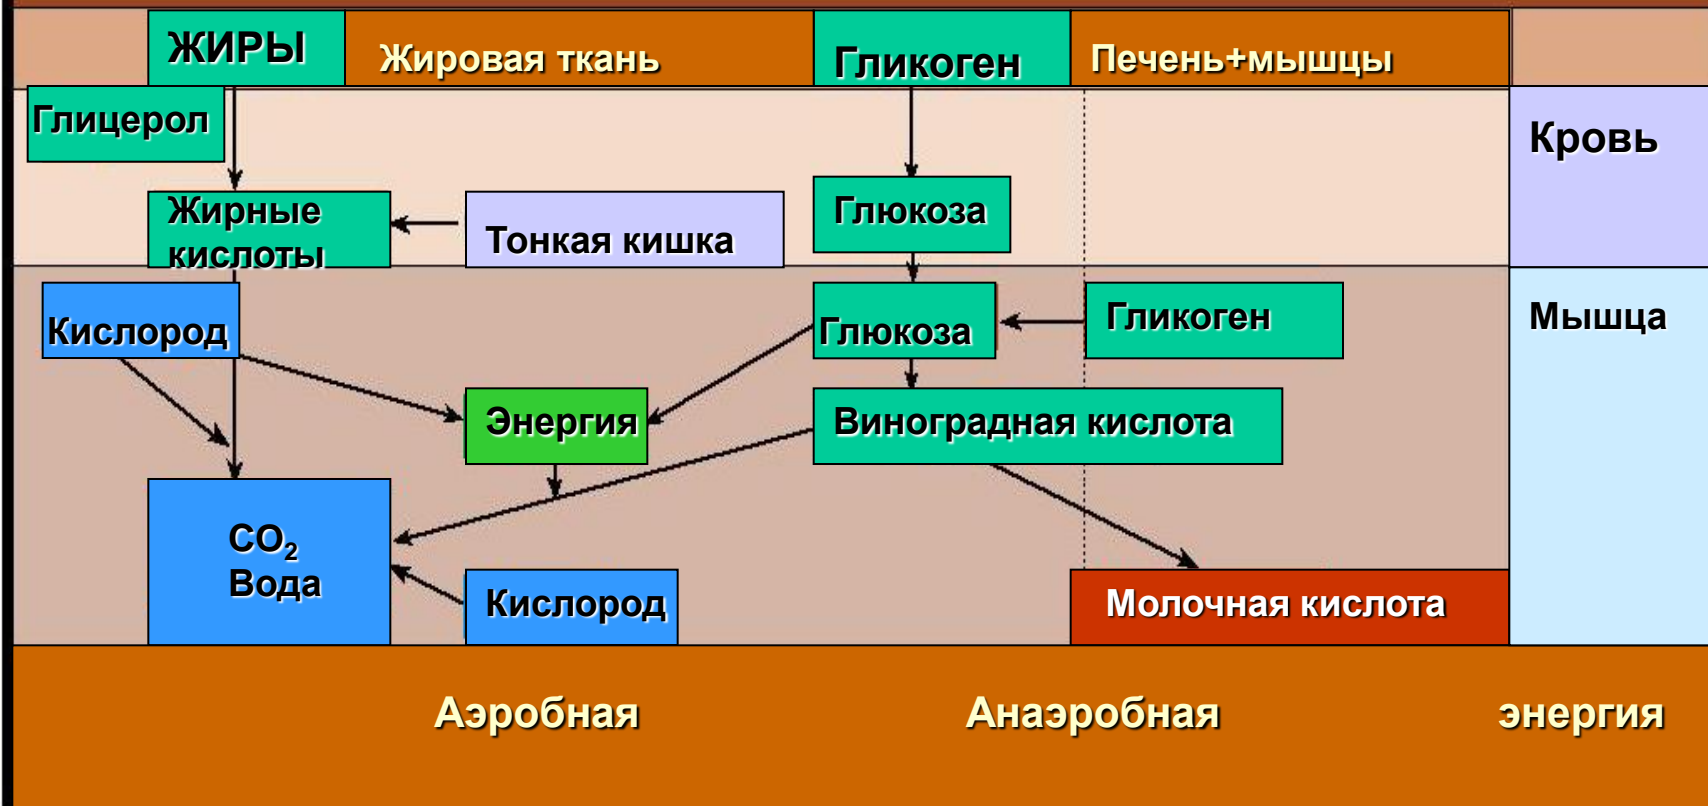 ЖИРЫ
Жировая ткань
Гликоген
Печень+мышцы
Глицерол
Кровь
Жирные
кислоты
Тонкая кишка
Глюкоза
Кислород
Глюкоза
Гликоген
Мышца
Энергия
Виноградная кислота
CO₂
Вода
Кислород
Молочная кислота
Аэробная
Анаэробная
энергия